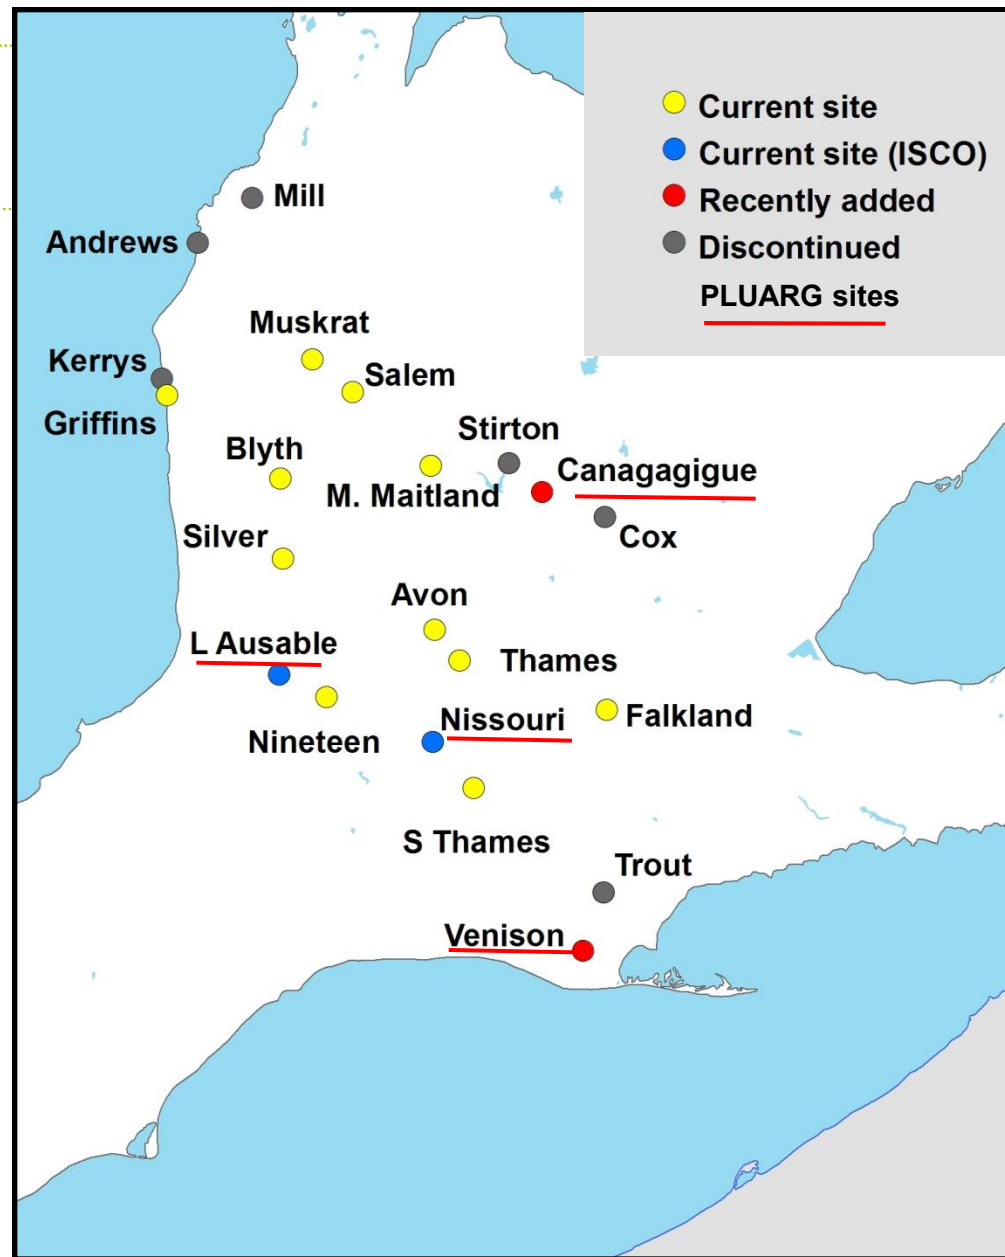 Current site
Current site (ISCO)
Recently added
Discontinued
PLUARG sites
Mill
Andrews
Muskrat
Kerrys
Salem
Griffins
Stirton
Blyth
Canagagigue
M. Maitland
Silver
Cox
Avon
L Ausable
Thames
Nissouri
Falkland
Nineteen
S Thames
Trout
Venison